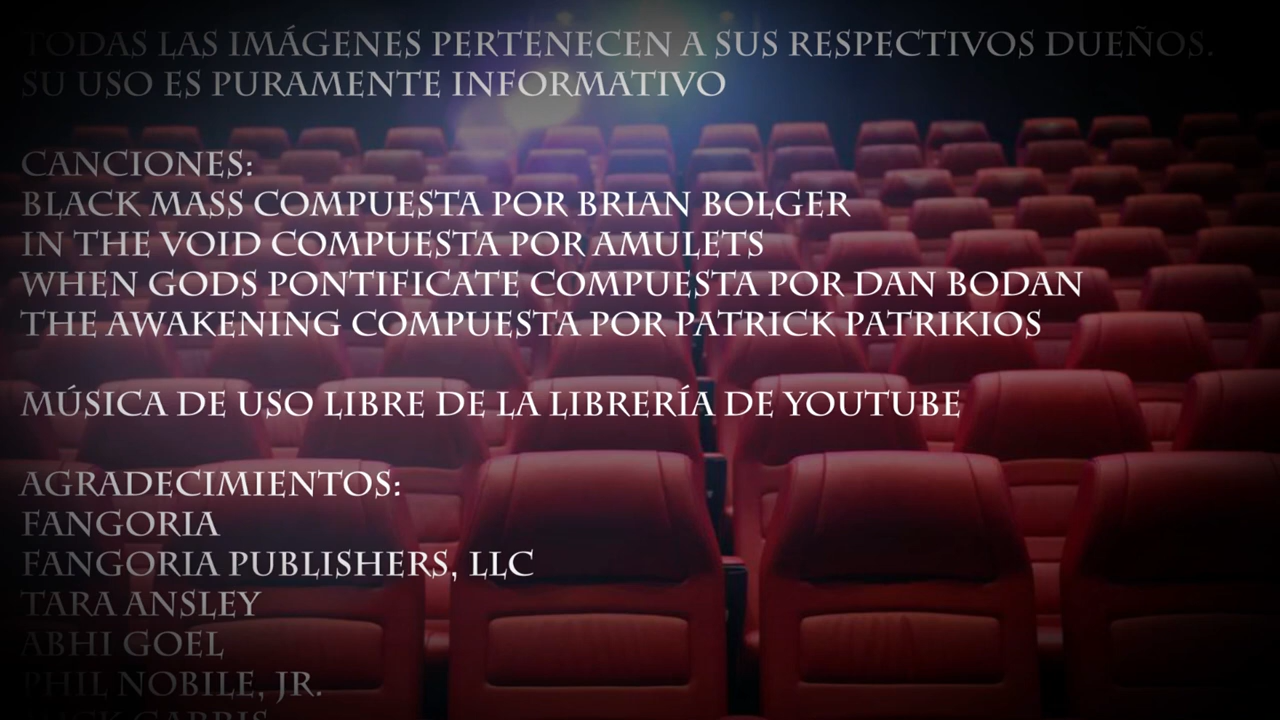 TODAS LAS IMÁGENES PERTENECEN A SUS RESPECTIVOS DUEÑOS.
SU USO ES PURAMENTE INFORMATIVO
CANCIONES:
BLACK MASS COMPUESTA POR BRIAN BOLGER
IN THE VOID COMPUESTA POR AMULETS
WHEN GODS PONTIFICATE COMPUESTA POR DAN BODAN
THE AWAKENING COMPUESTA POR PATRICK PATRIKIOS
MÚSICA DE USO LIBRE DE LA LIBRERÍA DE YOUTUBE
AGRADECIMIENTOS:
FANGORIA
FANGORIA PUBLISHERS, LLC
TARA ANSLEY
ABHI GOEL
PHIL NOBILE, JR.